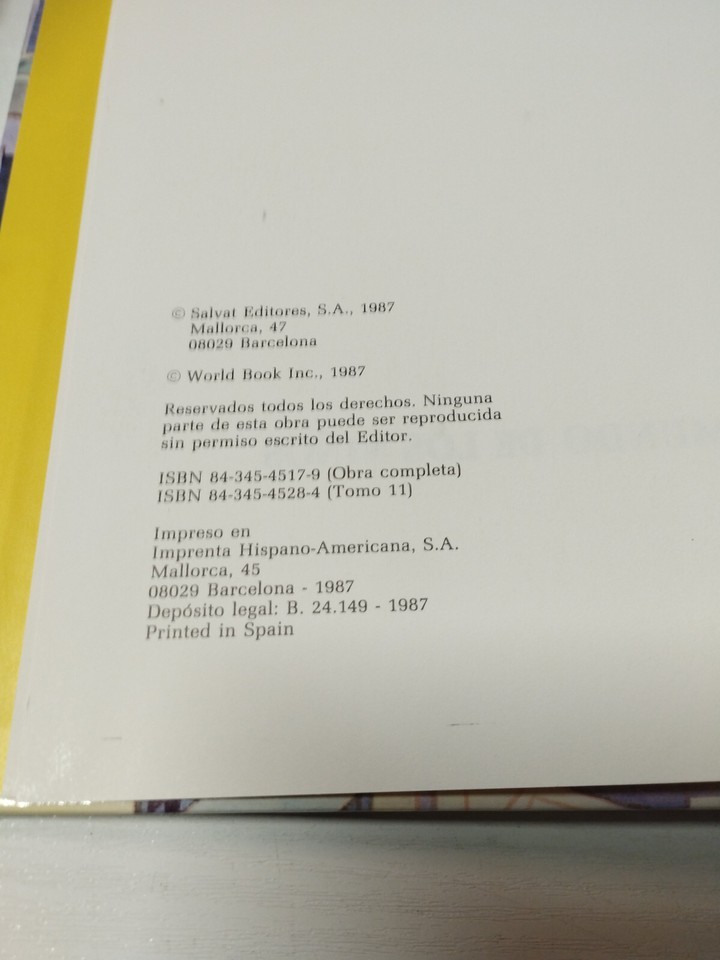 © Salvat Editores, S.A., 1987
Mallorca, 47
08029 Barcelona
© World Book Inc., 1987
Reservados todos los derechos. Ninguna
parte de esta obra puede ser reproducida
sin permiso escrito del Editor.
ISBN 84-345-4517-9 (Obra completa)
ISBN 84-345-4528-4 (Tomo 11)
Impreso en
Imprenta Hispano-Americana, S.A.
Mallorca, 45
08029 Barcelona - 1987
Depósito legal: B. 24.149 - 1987
Printed in Spain